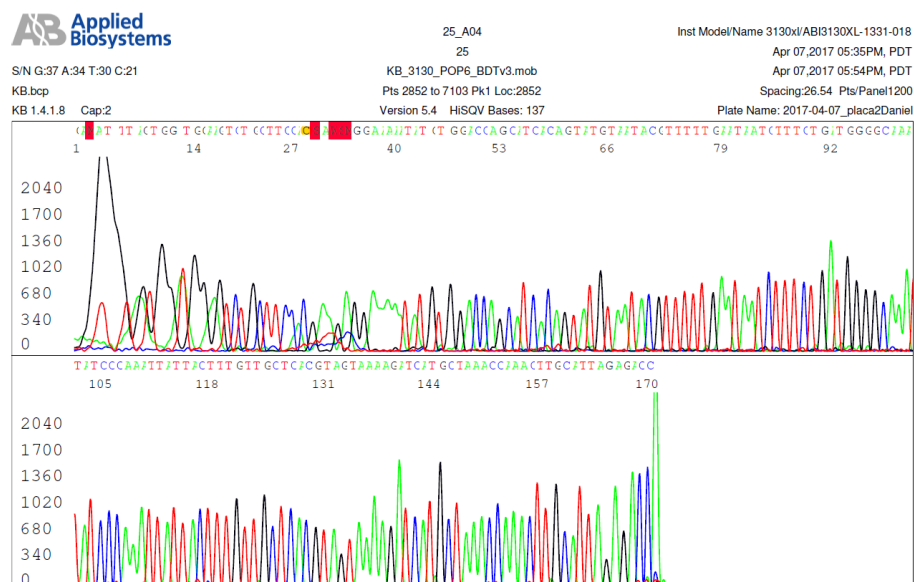 AB Applied Biosystems
25_A04
Inst Model/Name 3130xl/ABI3130XL-1331-018
25
Apr 07,2017 05:35PM, PDT
S/N G:37 A:34 T:30 C:21
KB_3130_POP6_BDTv3.mob
Apr 07,2017 05:54PM, PDT
KB.bcp
Pts 2852 to 7103 Pk1 Loc:2852
Spacing:26.54 Pts/Panel1200
KB 1.4.1.8 Cap:2
Version 5.4 HiSQV Bases: 137
Plate Name: 2017-04-07_placa2Daniel
1 14 27 40 53 66 79 92
2040
1700
1360
1020
680
340
0
TATCCCAAATTATTACTTTGTTGCTCACGTAGTAAAAGATCATGCTAAACCAAACTTGCATTAGAGACC
105 118 131 144 157 170
2040
1700
1360
1020
680
340
0